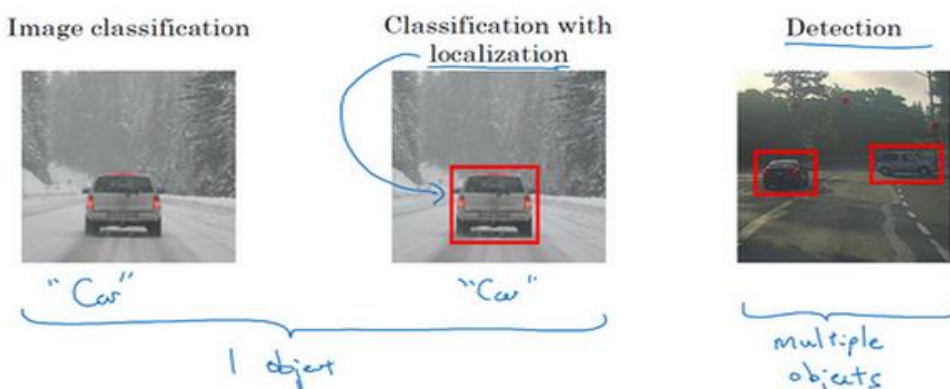 Image classification
Classification with
localization
Detection
"Car"
"Car"
1 object
multiple
objects